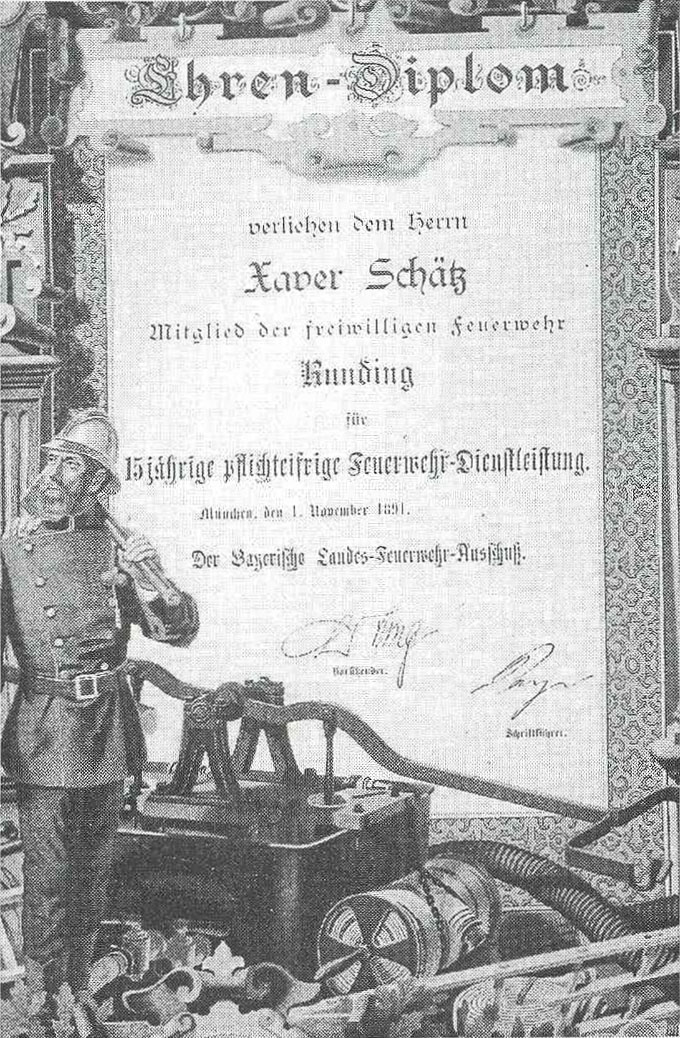 Ehren-Diplom
verliehen dem Herrn
Xaver Schätz
Mitglied der freiwilligen Feuerwehr
Runding
für
15jährige pflichteifrige Feuerwehr-Dienstleistung.
München, den 1. November 1891.
Der Bayerische Landes-Feuerwehr-Ausschuß.
Vorsitzender.
Schriftführer.